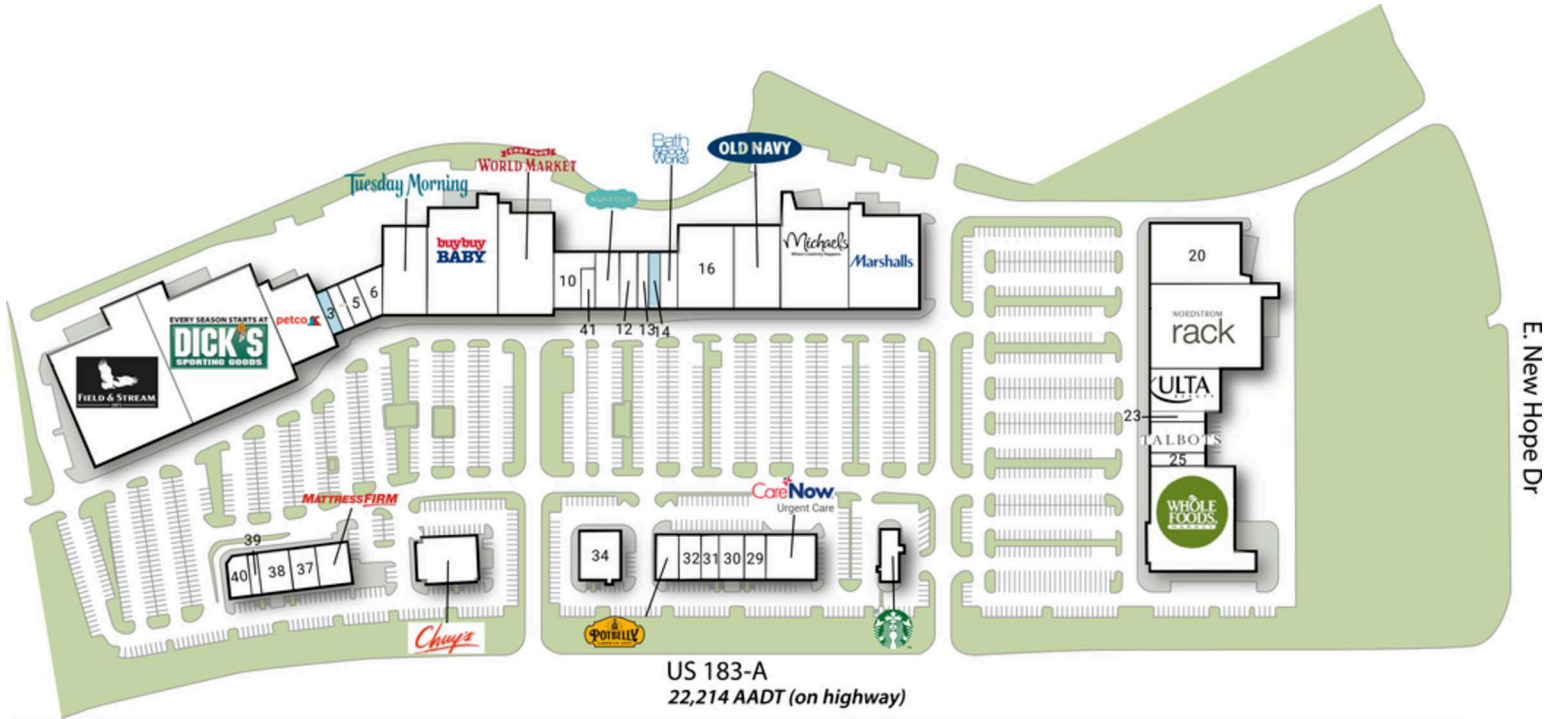 Bath
& Body
Works
OLD NAVY
COST PLUS
WORLD MARKET
Tuesday Morning
buybuy
BABY
Michaels
Where Creativity Happens
Marshalls
10
16
20
NORDSTROM
rack
6
5
3
petco
EVERY SEASON STARTS AT
DICK'S
SPORTING GOODS
FIELD & STREAM
41
12
13
14
ULTA
BEAUTY
23
TALBOTS
25
WHOLE
FOODS
MARKET
E. New Hope Dr
MATTRESSFIRM
39
40
38
37
Chuy's
34
CareNow
Urgent Care
32
31
30
29
POTBELLY
SANDWICH SHOP
US 183-A
22,214 AADT (on highway)